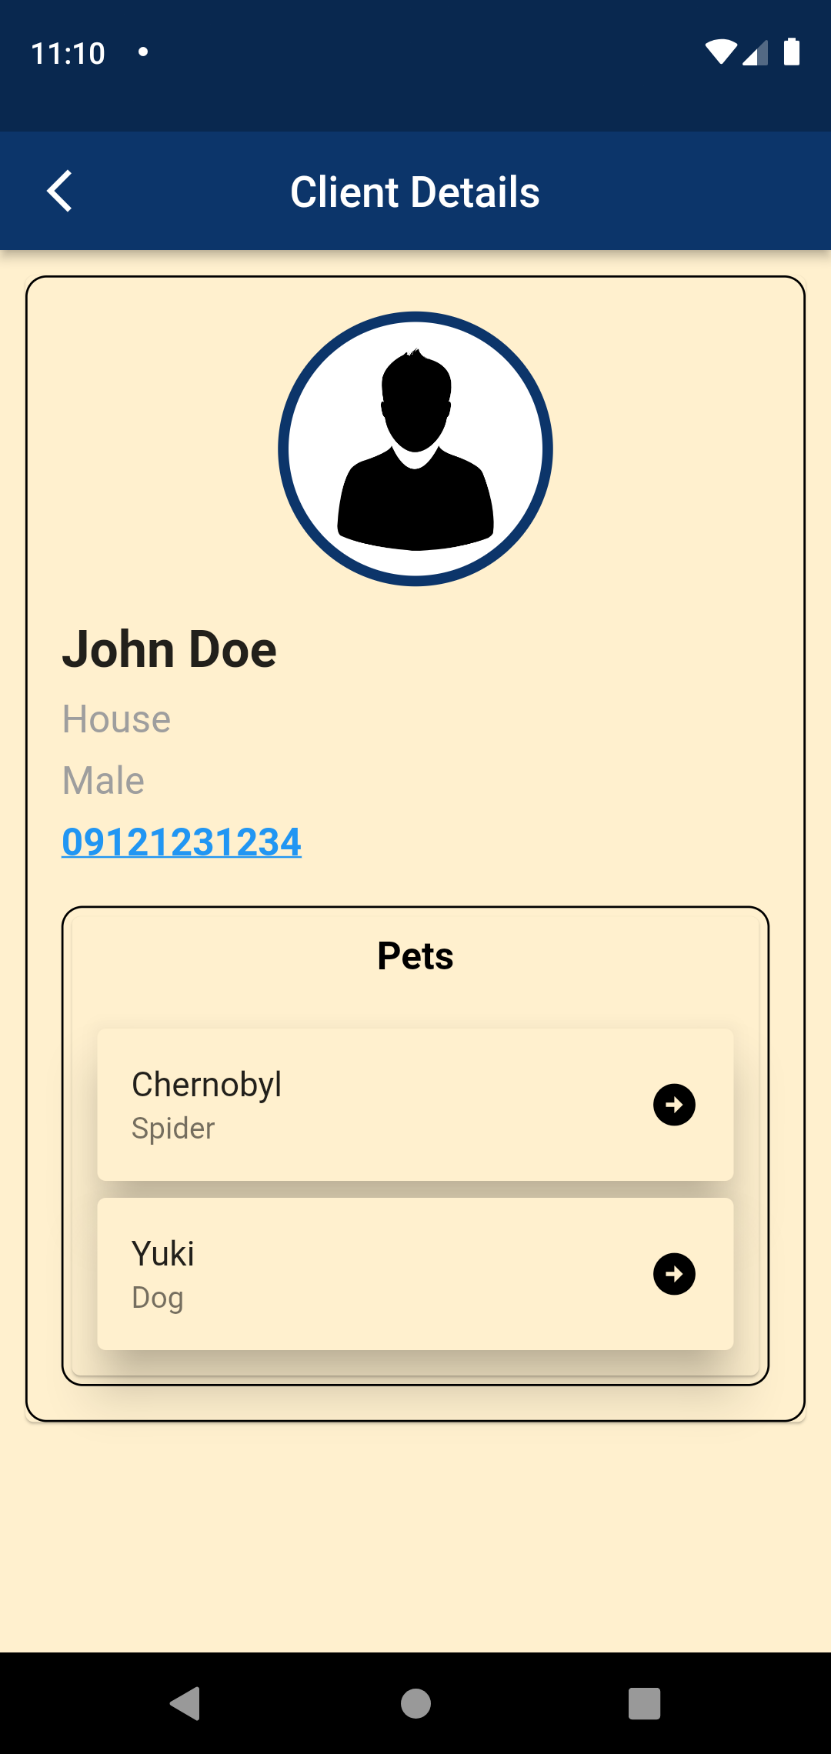 11:10
Client Details
John Doe
House
Male
09121231234
Pets
Chernobyl
Spider
Yuki
Dog